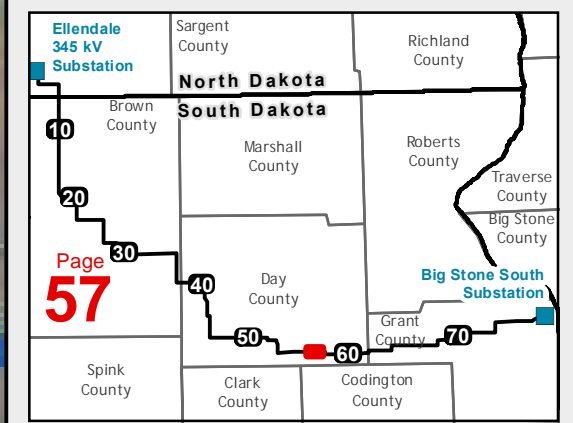 Ellendale
345 kV
Substation
Sargent
County
Richland
County
North Dakota
South Dakota
Brown
County
10
Marshall
County
Roberts
County
Traverse
County
20
Big Stone
County
30
Page
57
40
Day
County
Big Stone South
Substation
50
60
Grant
County
70
Spink
County
Clark
County
Codington
County